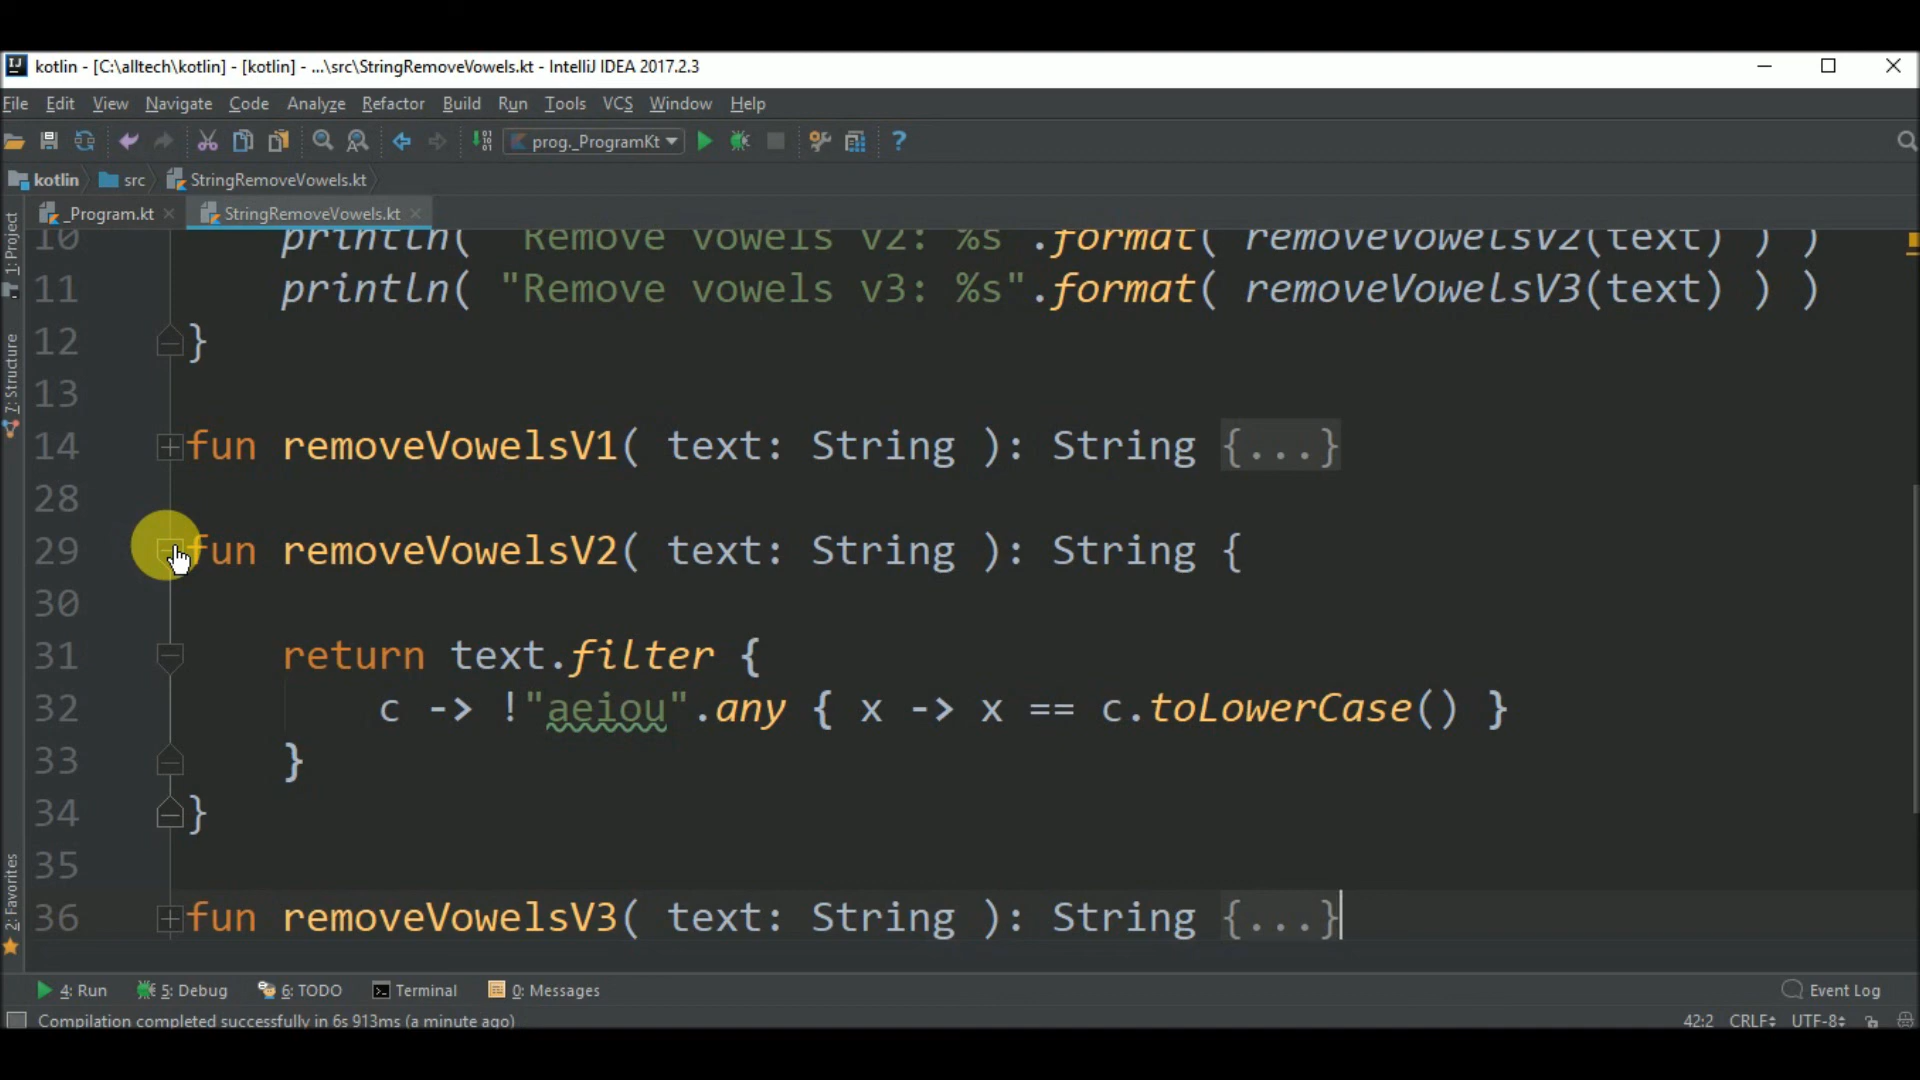 kotlin - [C:\alltech\kotlin] - [kotlin] - ...\src\StringRemoveVowels.kt - IntelliJ IDEA 2017.2.3
File Edit View Navigate Code Analyze Refactor Build Run Tools VCS Window Help
prog._ProgramKt
kotlin src StringRemoveVowels.kt
_Program.kt StringRemoveVowels.kt
1: Project
7: Structure
2: Favorites
10 println( "Remove vowels v2: %s".format( removeVowelsV2(text) ) )
11 println( "Remove vowels v3: %s".format( removeVowelsV3(text) ) )
12 }
13
14 fun removeVowelsV1( text: String ): String {...}
28
29 fun removeVowelsV2( text: String ): String {
30
31 return text.filter {
32 c -> !"aeiou".any { x -> x == c.toLowerCase() }
33 }
34 }
35
36 fun removeVowelsV3( text: String ): String {...}
4: Run 5: Debug 6: TODO Terminal 0: Messages Event Log
Compilation completed successfully in 6s 913ms (a minute ago) 42:2 CRLF UTF-8